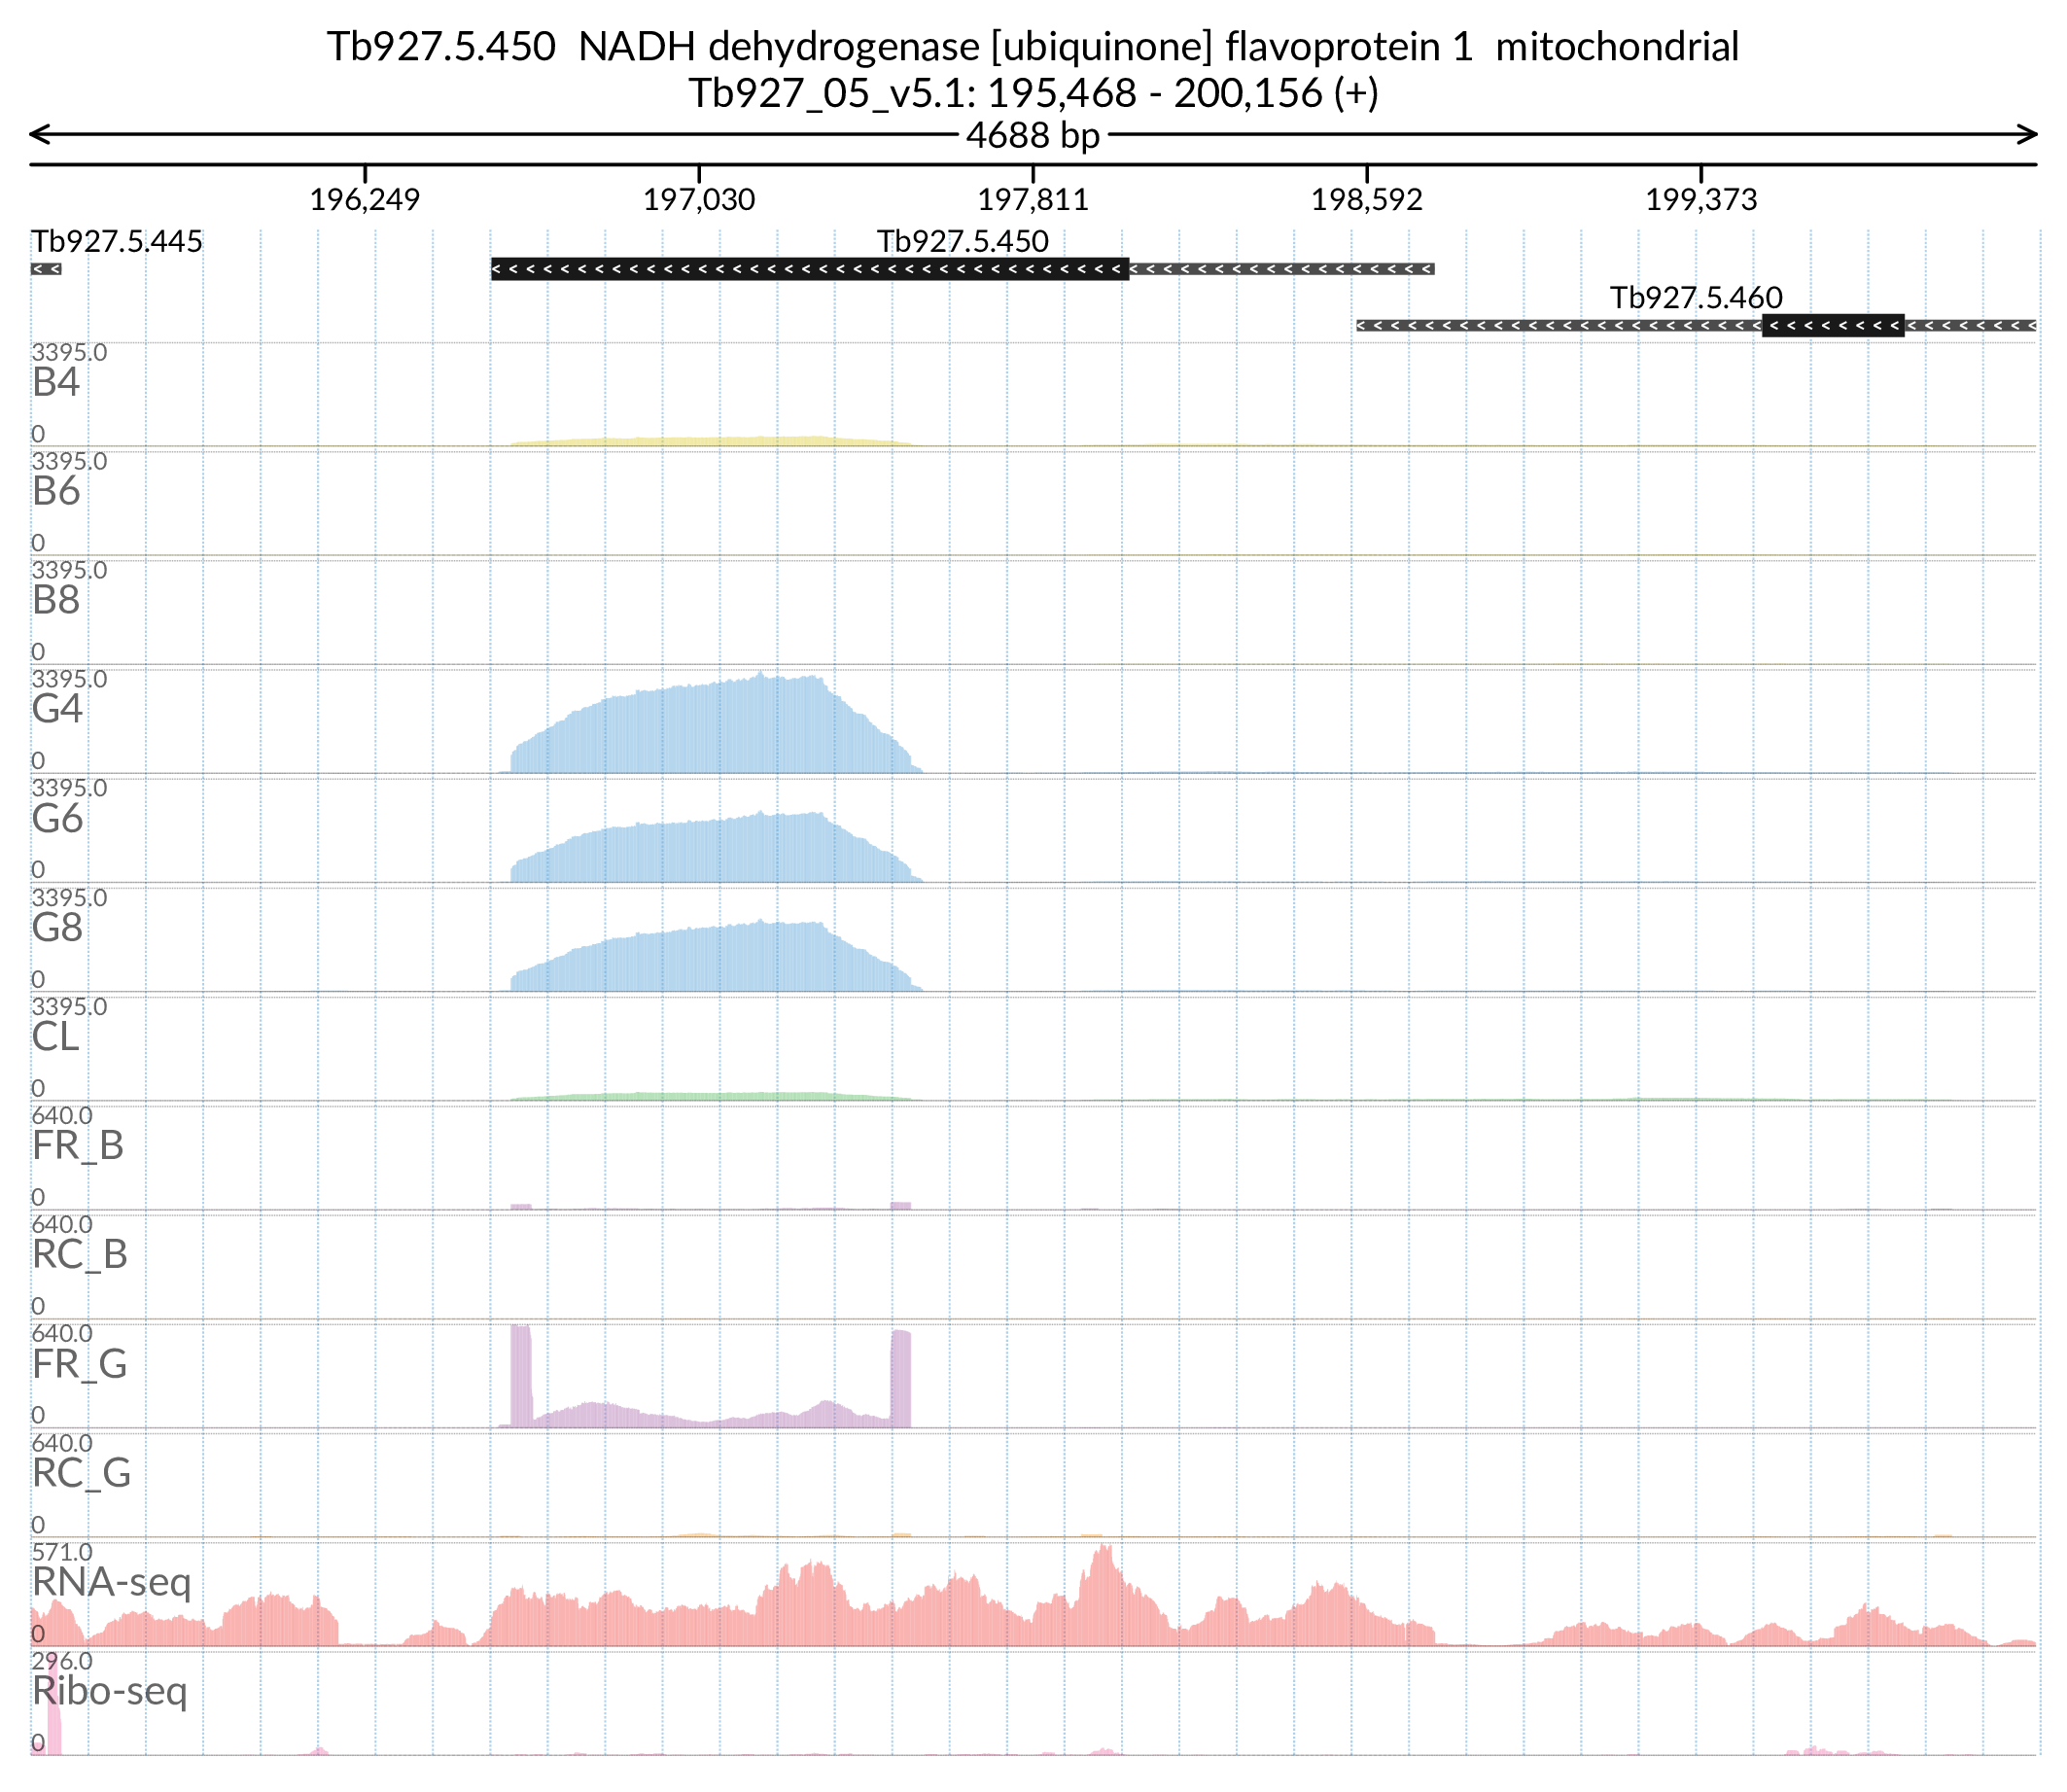 Tb927.5.450  NADH dehydrogenase [ubiquinone] flavoprotein 1  mitochondrial
Tb927_05_v5.1: 195,468 - 200,156 (+)
4688 bp
196,249 197,030 197,811 198,592 199,373
Tb927.5.445 Tb927.5.450
Tb927.5.460
3395.0
B4
0
3395.0
B6
0
3395.0
B8
0
3395.0
G4
0
3395.0
G6
0
3395.0
G8
0
3395.0
CL
0
640.0
FR_B
0
640.0
RC_B
0
640.0
FR_G
0
640.0
RC_G
0
571.0
RNA-seq
0
296.0
Ribo-seq
0